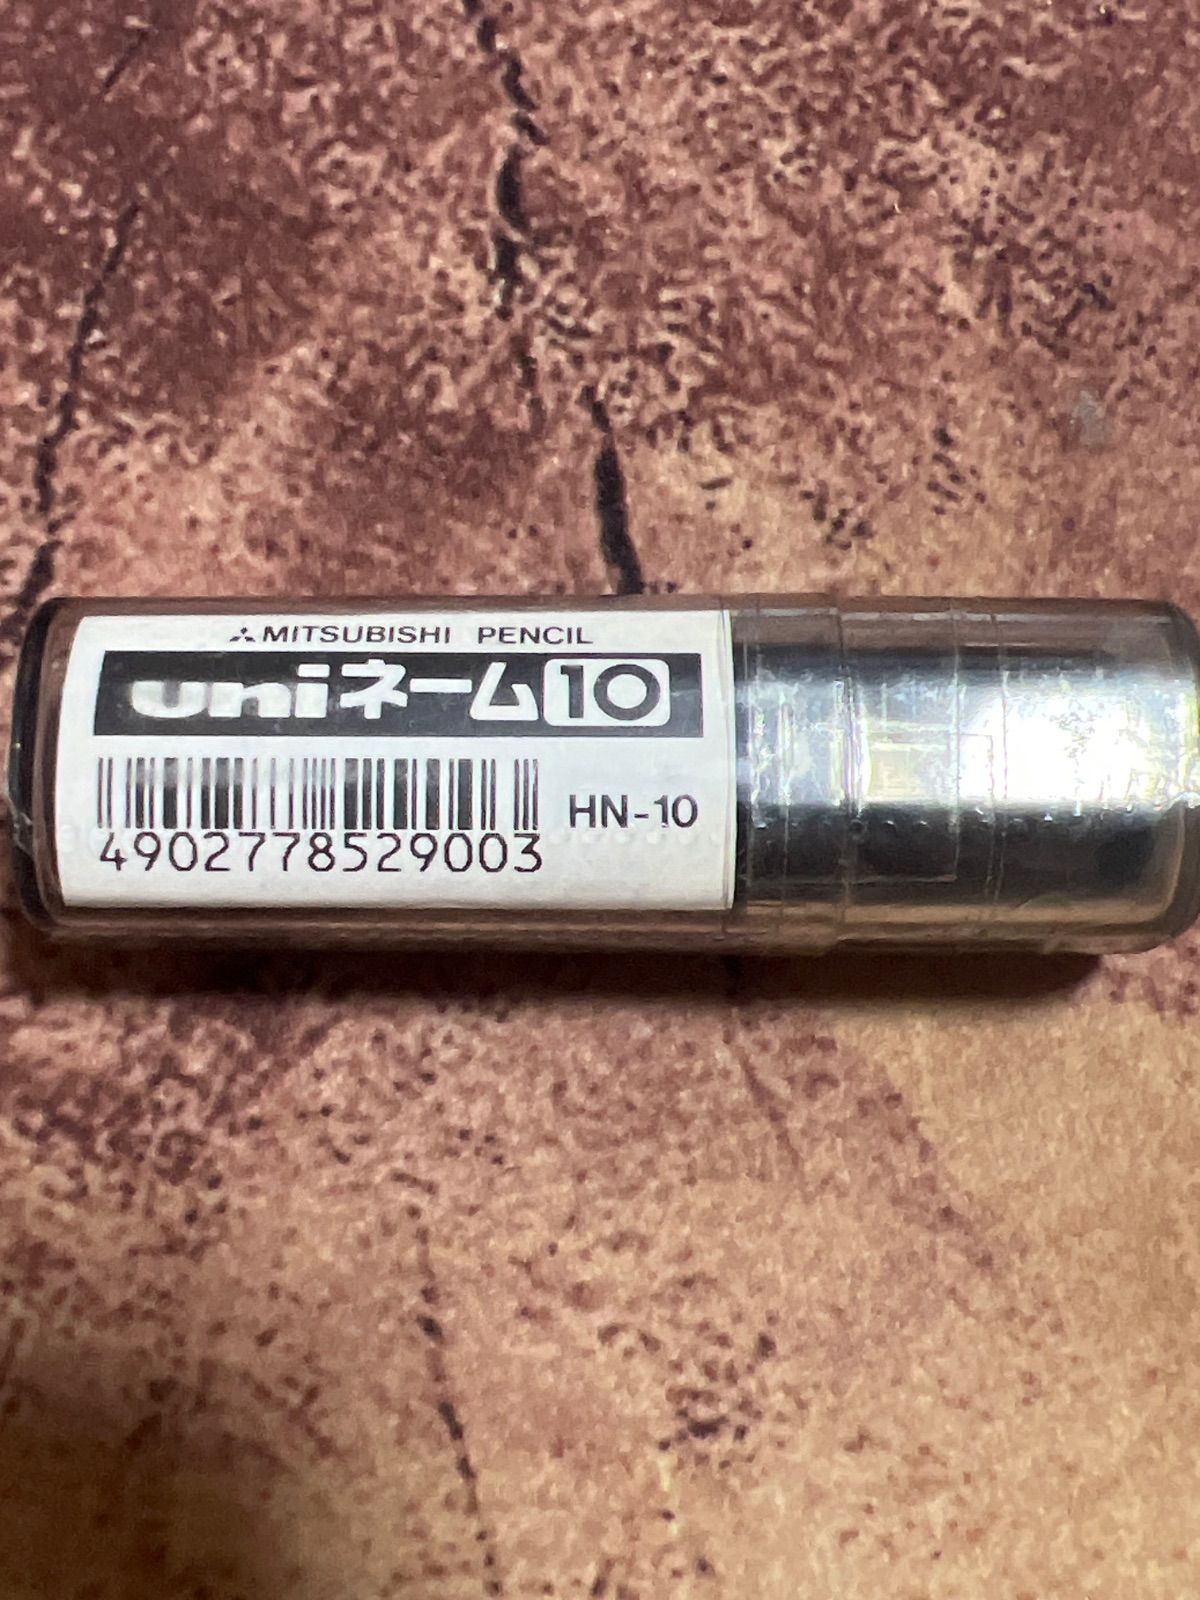 MITSUBISHI PENCIL
uniネーム10
HN-10
4902778529003